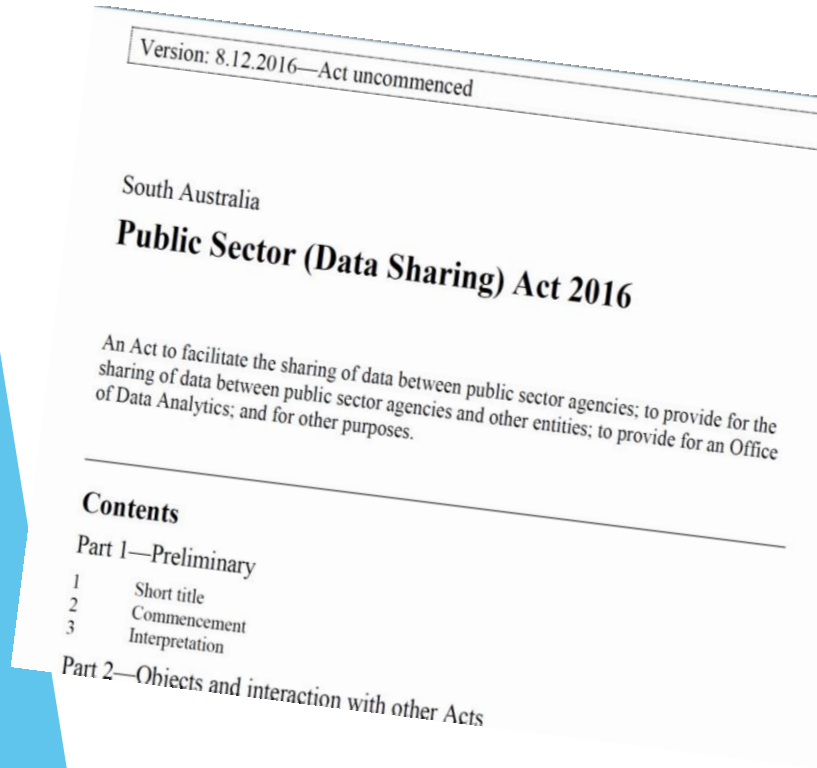 Version: 8.12.2016—Act uncommenced
South Australia
Public Sector (Data Sharing) Act 2016
An Act to facilitate the sharing of data between public sector agencies; to provide for the
sharing of data between public sector agencies and other entities; to provide for an Office
of Data Analytics; and for other purposes.
Contents
Part 1—Preliminary
1 Short title
2 Commencement
3 Interpretation
Part 2—Objects and interaction with other Acts